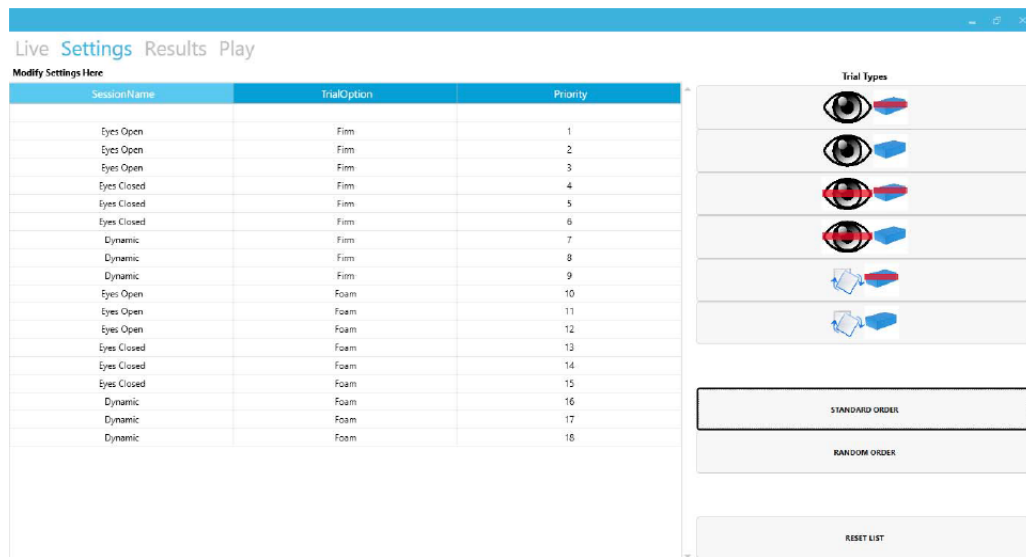 Live Settings Results Play
Modify Settings Here
Trial Types
SessionName TrialOption Priority
Eyes Open Firm 1
Eyes Open Firm 2
Eyes Open Firm 3
Eyes Closed Firm 4
Eyes Closed Firm 5
Eyes Closed Firm 6
Dynamic Firm 7
Dynamic Firm 8
Dynamic Firm 9
Eyes Open Foam 10
Eyes Open Foam 11
Eyes Open Foam 12
Eyes Closed Foam 13
Eyes Closed Foam 14
Eyes Closed Foam 15
Dynamic Foam 16
Dynamic Foam 17
Dynamic Foam 18
STANDARD ORDER
RANDOM ORDER
RESET LIST